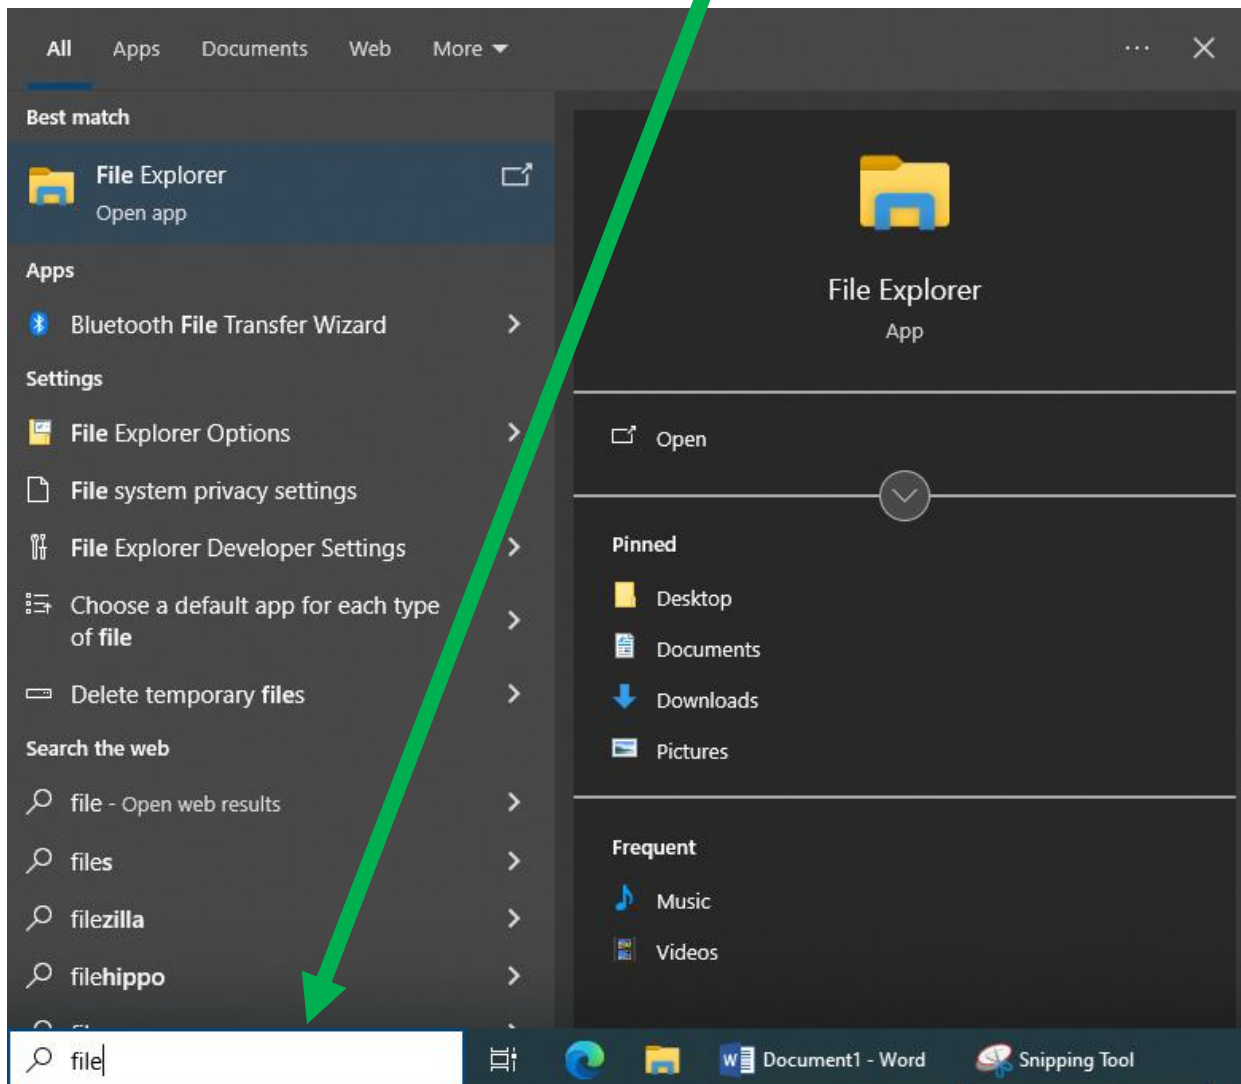 All Apps Documents Web More
Best match
File Explorer
Open app
Apps
Bluetooth File Transfer Wizard
Settings
File Explorer Options
File system privacy settings
File Explorer Developer Settings
Choose a default app for each type
of file
Delete temporary files
Search the web
file - Open web results
files
filezilla
filehippo
File Explorer
App
Open
Pinned
Desktop
Documents
Downloads
Pictures
Frequent
Music
Videos
file
Document1 - Word
Snipping Tool